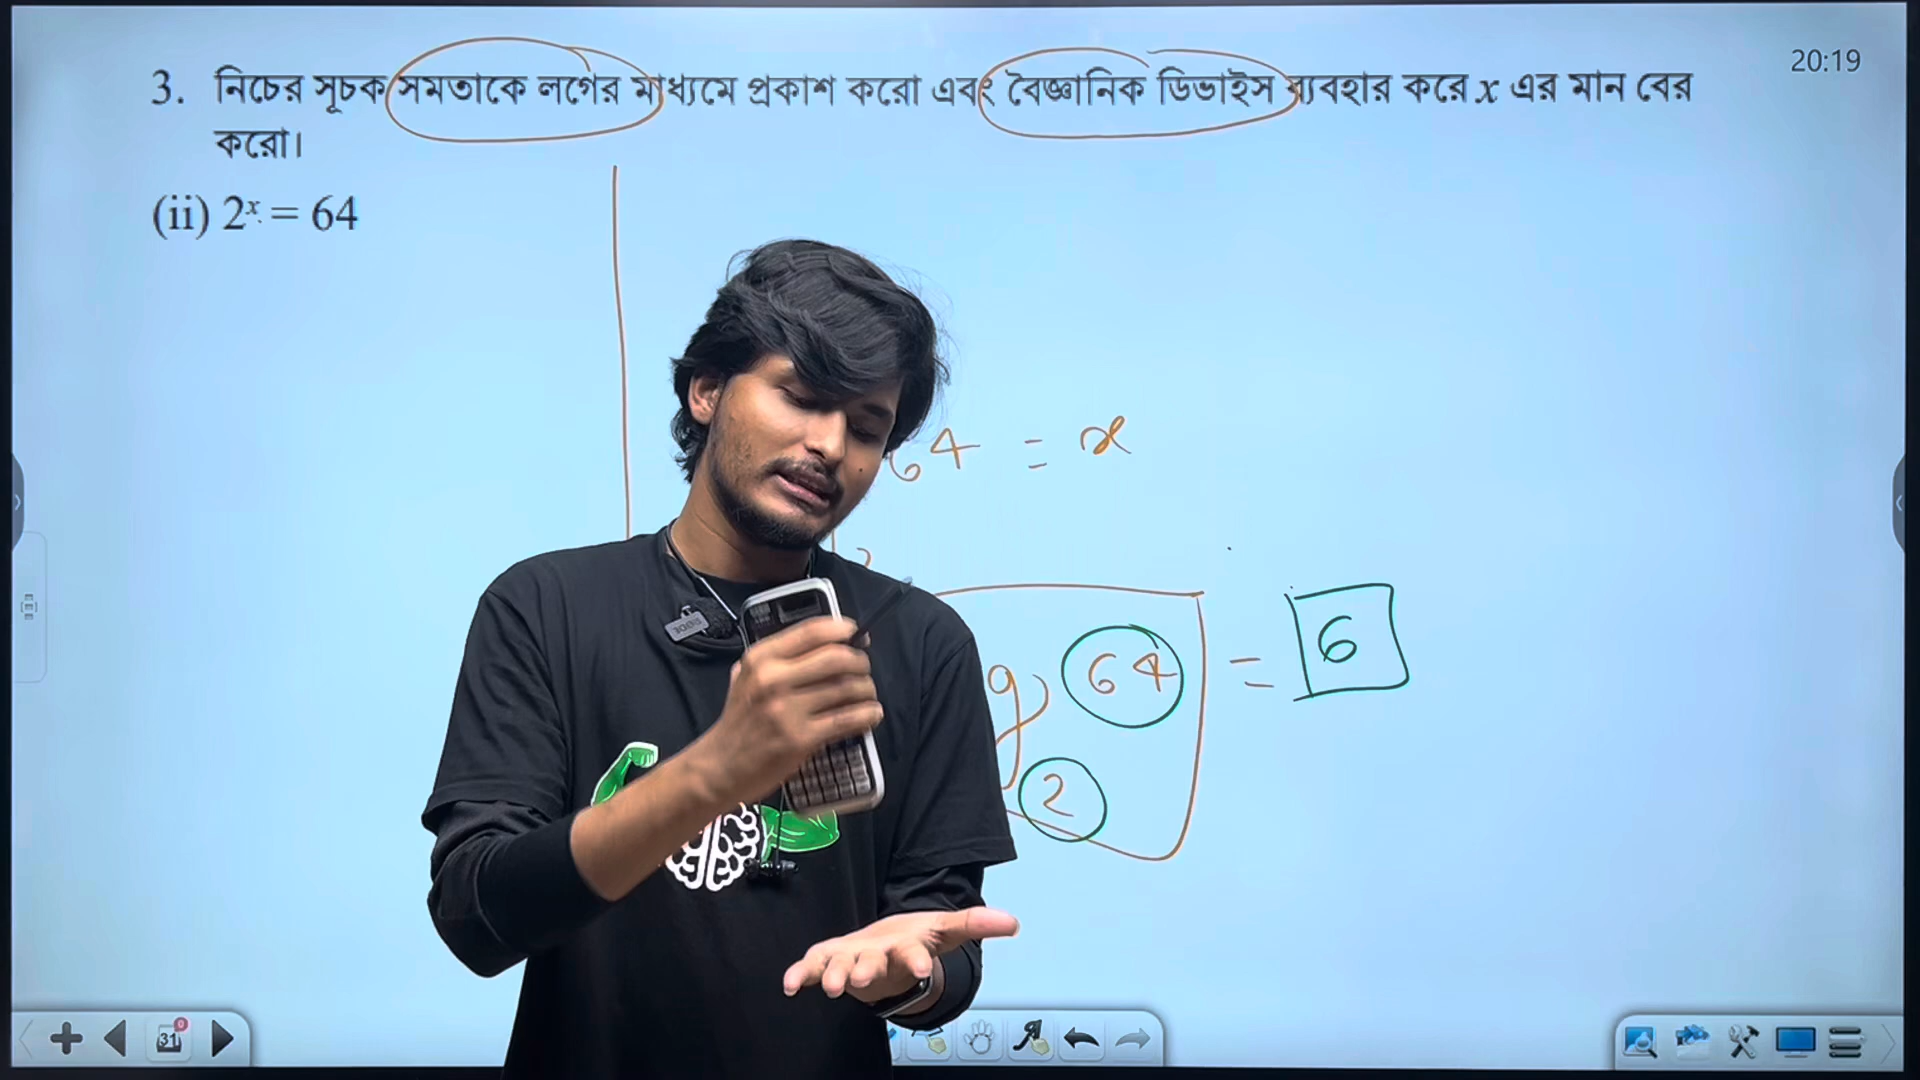 20:19
3. নিচের সূচক সমতাকে লগের মাধ্যমে প্রকাশ করো এবং বৈজ্ঞানিক ডিভাইস ব্যবহার করে x এর মান বের
করো।
(ii) 2ˣ = 64
64 = x
g 64 = 6
2
31